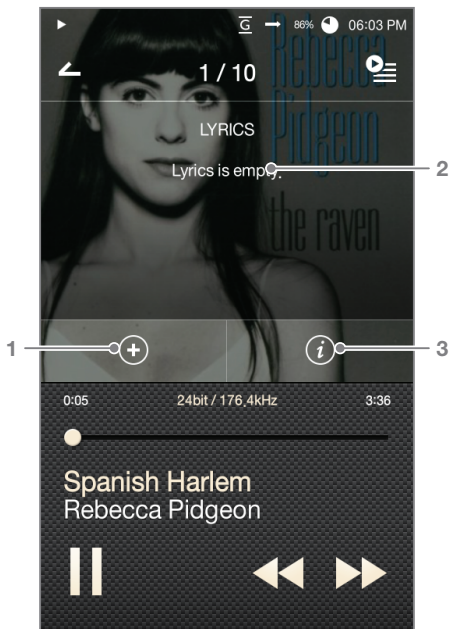 G 86% 06:03 PM
1 / 10
Rebecca
Pidgeon
the raven
LYRICS
Lyrics is empty.
2
1
+
i
3
0:05 24bit / 176.4kHz 3:36
Spanish Harlem
Rebecca Pidgeon